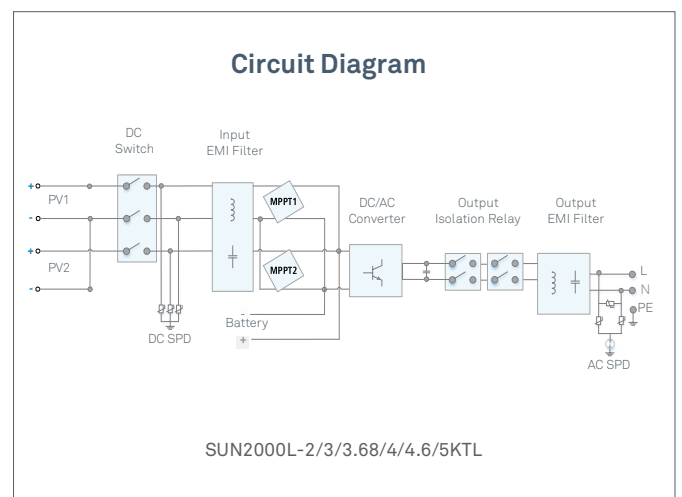 Circuit Diagram
DC
Switch
Input
EMI Filter
+
PV1
-
+
PV2
-
MPPT1
MPPT2
DC/AC
Converter
Output
Isolation Relay
Output
EMI Filter
L
N
PE
-
Battery
+
DC SPD
AC SPD
SUN2000L-2/3/3.68/4/4.6/5KTL